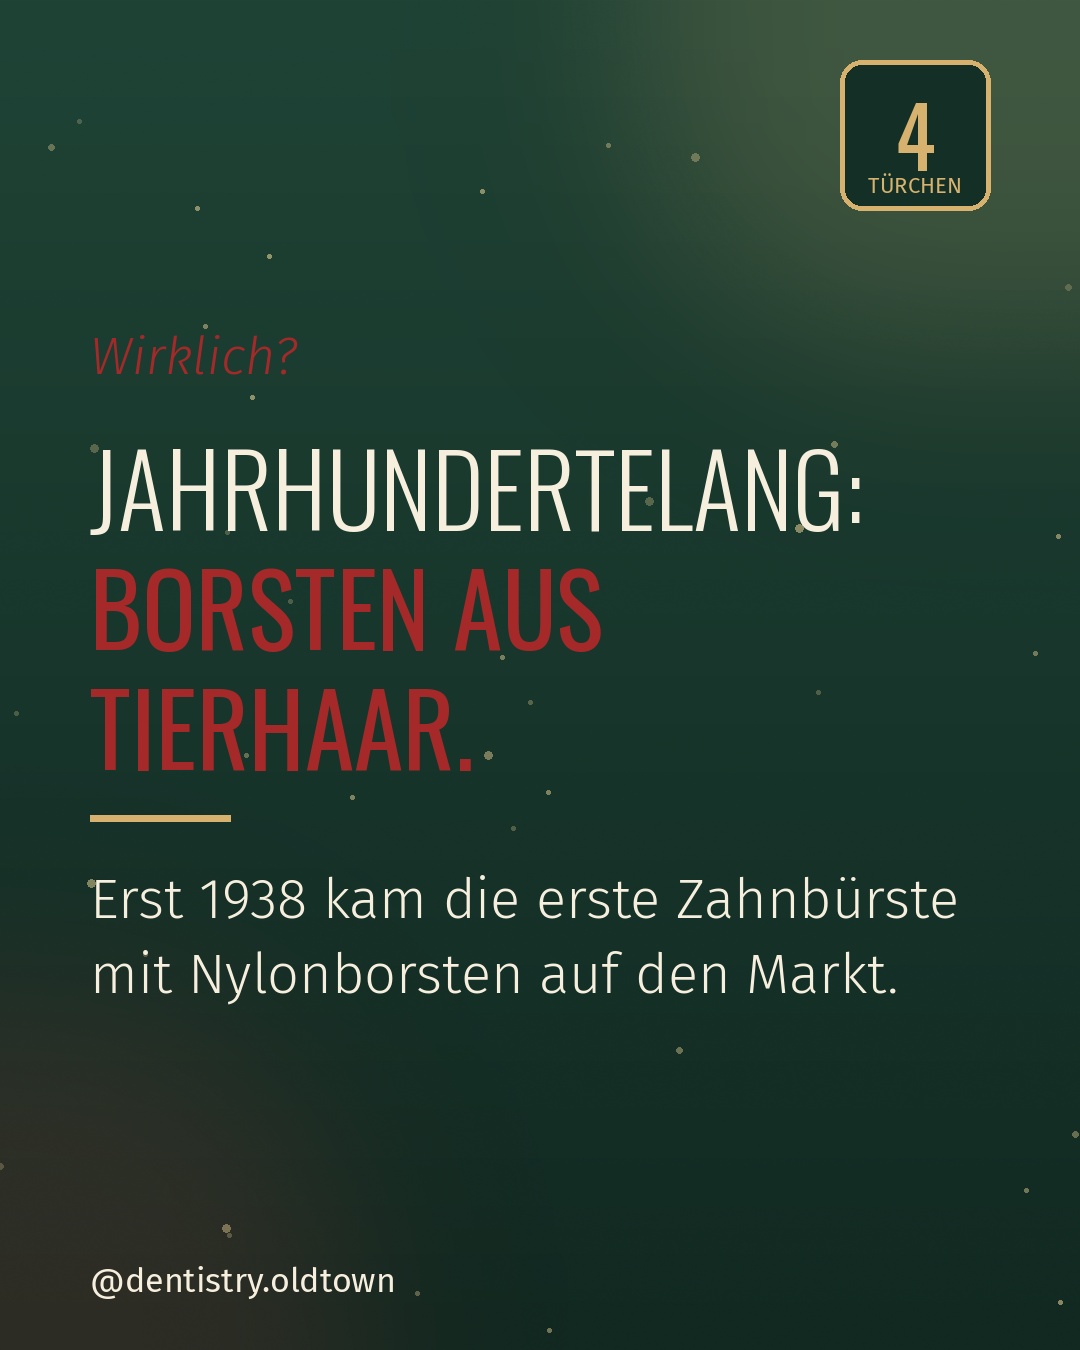 4
TÜRCHEN
Wirklich?
JAHRHUNDERTELANG:
BORSTEN AUS
TIERHAAR.
Erst 1938 kam die erste Zahnbürste
mit Nylonborsten auf den Markt.
@dentistry.oldtown